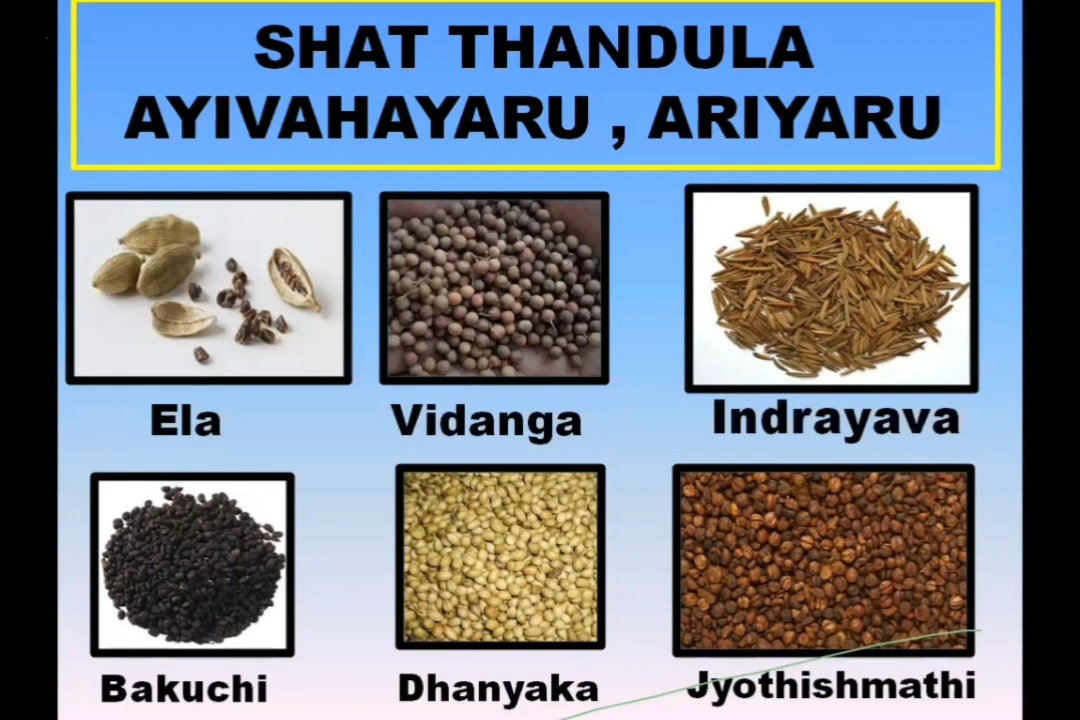 SHAT THANDULA
AYIVAHAYARU , ARIYARU
Ela
Vidanga
Indrayava
Bakuchi
Dhanyaka
Jyothishmathi